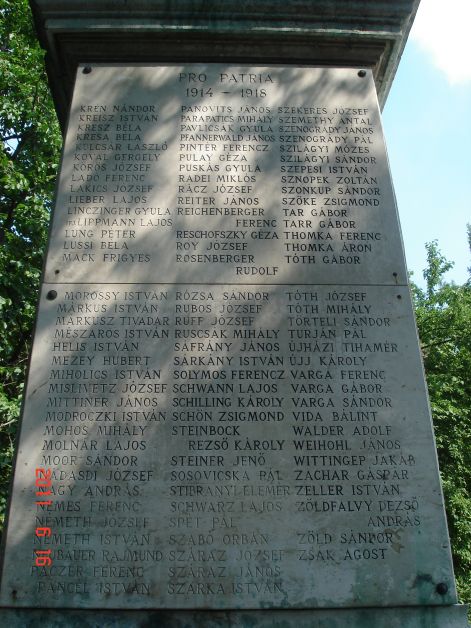 PRO PATRIA
1914 - 1918
KREN NÁNDOR
KREISZ ISTVÁN
KRESZ BÉLA
KRESA BÉLA
KULCSÁR LÁSZLÓ
KOVÁL GERGELY
KÖRÖS JÓZSEF
LADÓ FERENC
LAKICS JÓZSEF
LIEBER LAJOS
LINCZINGER GYULA
LIPPMANN LAJOS
LUNG PÉTER
LUSSI BÉLA
MACK FRIGYES
PANOVITS JÁNOS
PARAPATICS MIHÁLY
PAVLICSÁK GYULA
PFANNERWALD JÁNOS
PINTÉR FERENCZ
PULAY GÉZA
PUSKÁS GYULA
RADEI MIKLÓS
RÁCZ JÓZSEF
REITER JÁNOS
REICHENBERGER
FERENC
RESCHOFSZKY GÉZA
ROY JÓZSEF
ROSENBERGER
RUDOLF
SZEKERES JÓZSEF
SZEMETHY ANTAL
SZENOGRÁDY JÁNOS
SZENOGRÁDY PÁL
SZILÁGYI MÓZES
SZILÁGYI SÁNDOR
SZEPESI ISTVÁN
SZNOPEK ZOLTÁN
SZONKUP SÁNDOR
SZŐKE ZSIGMOND
TAR GÁBOR
TARR GÁBOR
THOMKA FERENC
THOMKA ÁRON
TÓTH GÁBOR
MOROSSY ISTVÁN
MÁRKUS ISTVÁN
MARKUSZ TIVADAR
MÉSZÁROS ISTVÁN
HELIS ISTVÁN
MEZEY HUBERT
MIHOLICS ISTVÁN
MISLIVETZ JÓZSEF
MITTINER JÁNOS
MODROCZKI ISTVÁN
MOHOS MIHÁLY
MOLNÁR LAJOS
MOOR SÁNDOR
NÁDASDI JÓZSEF
NAGY ANDRÁS
NEMES FERENC
NÉMETH JÓZSEF
NÉMETH ISTVÁN
NEUBAUER RAJMUND
PACZER FERENC
PANCEL ISTVÁN
RÓZSA SÁNDOR
RUBOS JÓZSEF
RUFF JÓZSEF
RUSCSÁK MIHÁLY
SÁFRÁNY JÁNOS
SÁRKÁNY ISTVÁN
SOLYMOS FERENCZ
SCHWANN LAJOS
SCHILLING KÁROLY
SCHÖN ZSIGMOND
STEINBOCK
REZSŐ KÁROLY
STEINER JENŐ
SOSOVICSKA PÁL
STIBRÁNYI ELEMÉR
SCHWARZ LAJOS
SPET PÁL
SZABÓ ORBÁN
SZÁRAZ JÓZSEF
SZÁRAZ JÁNOS
SZARKA ISTVÁN
TÓTH JÓZSEF
TÓTH MIHÁLY
TÖRTELI SÁNDOR
TURJÁN PÁL
ÚJHÁZI TIHAMÉR
ÚJJ KÁROLY
VARGA FERENC
VARGA GÁBOR
VARGA SÁNDOR
VIDA BÁLINT
WALDER ADOLF
WEIHOHL JÁNOS
WITTINGEP JAKAB
ZACHAR GÁSPÁR
ZELLER ISTVÁN
ZÖLDFALVY DEZSŐ
ANDRÁS
ZÖLD SÁNDOR
ZSÁK ÁGOST